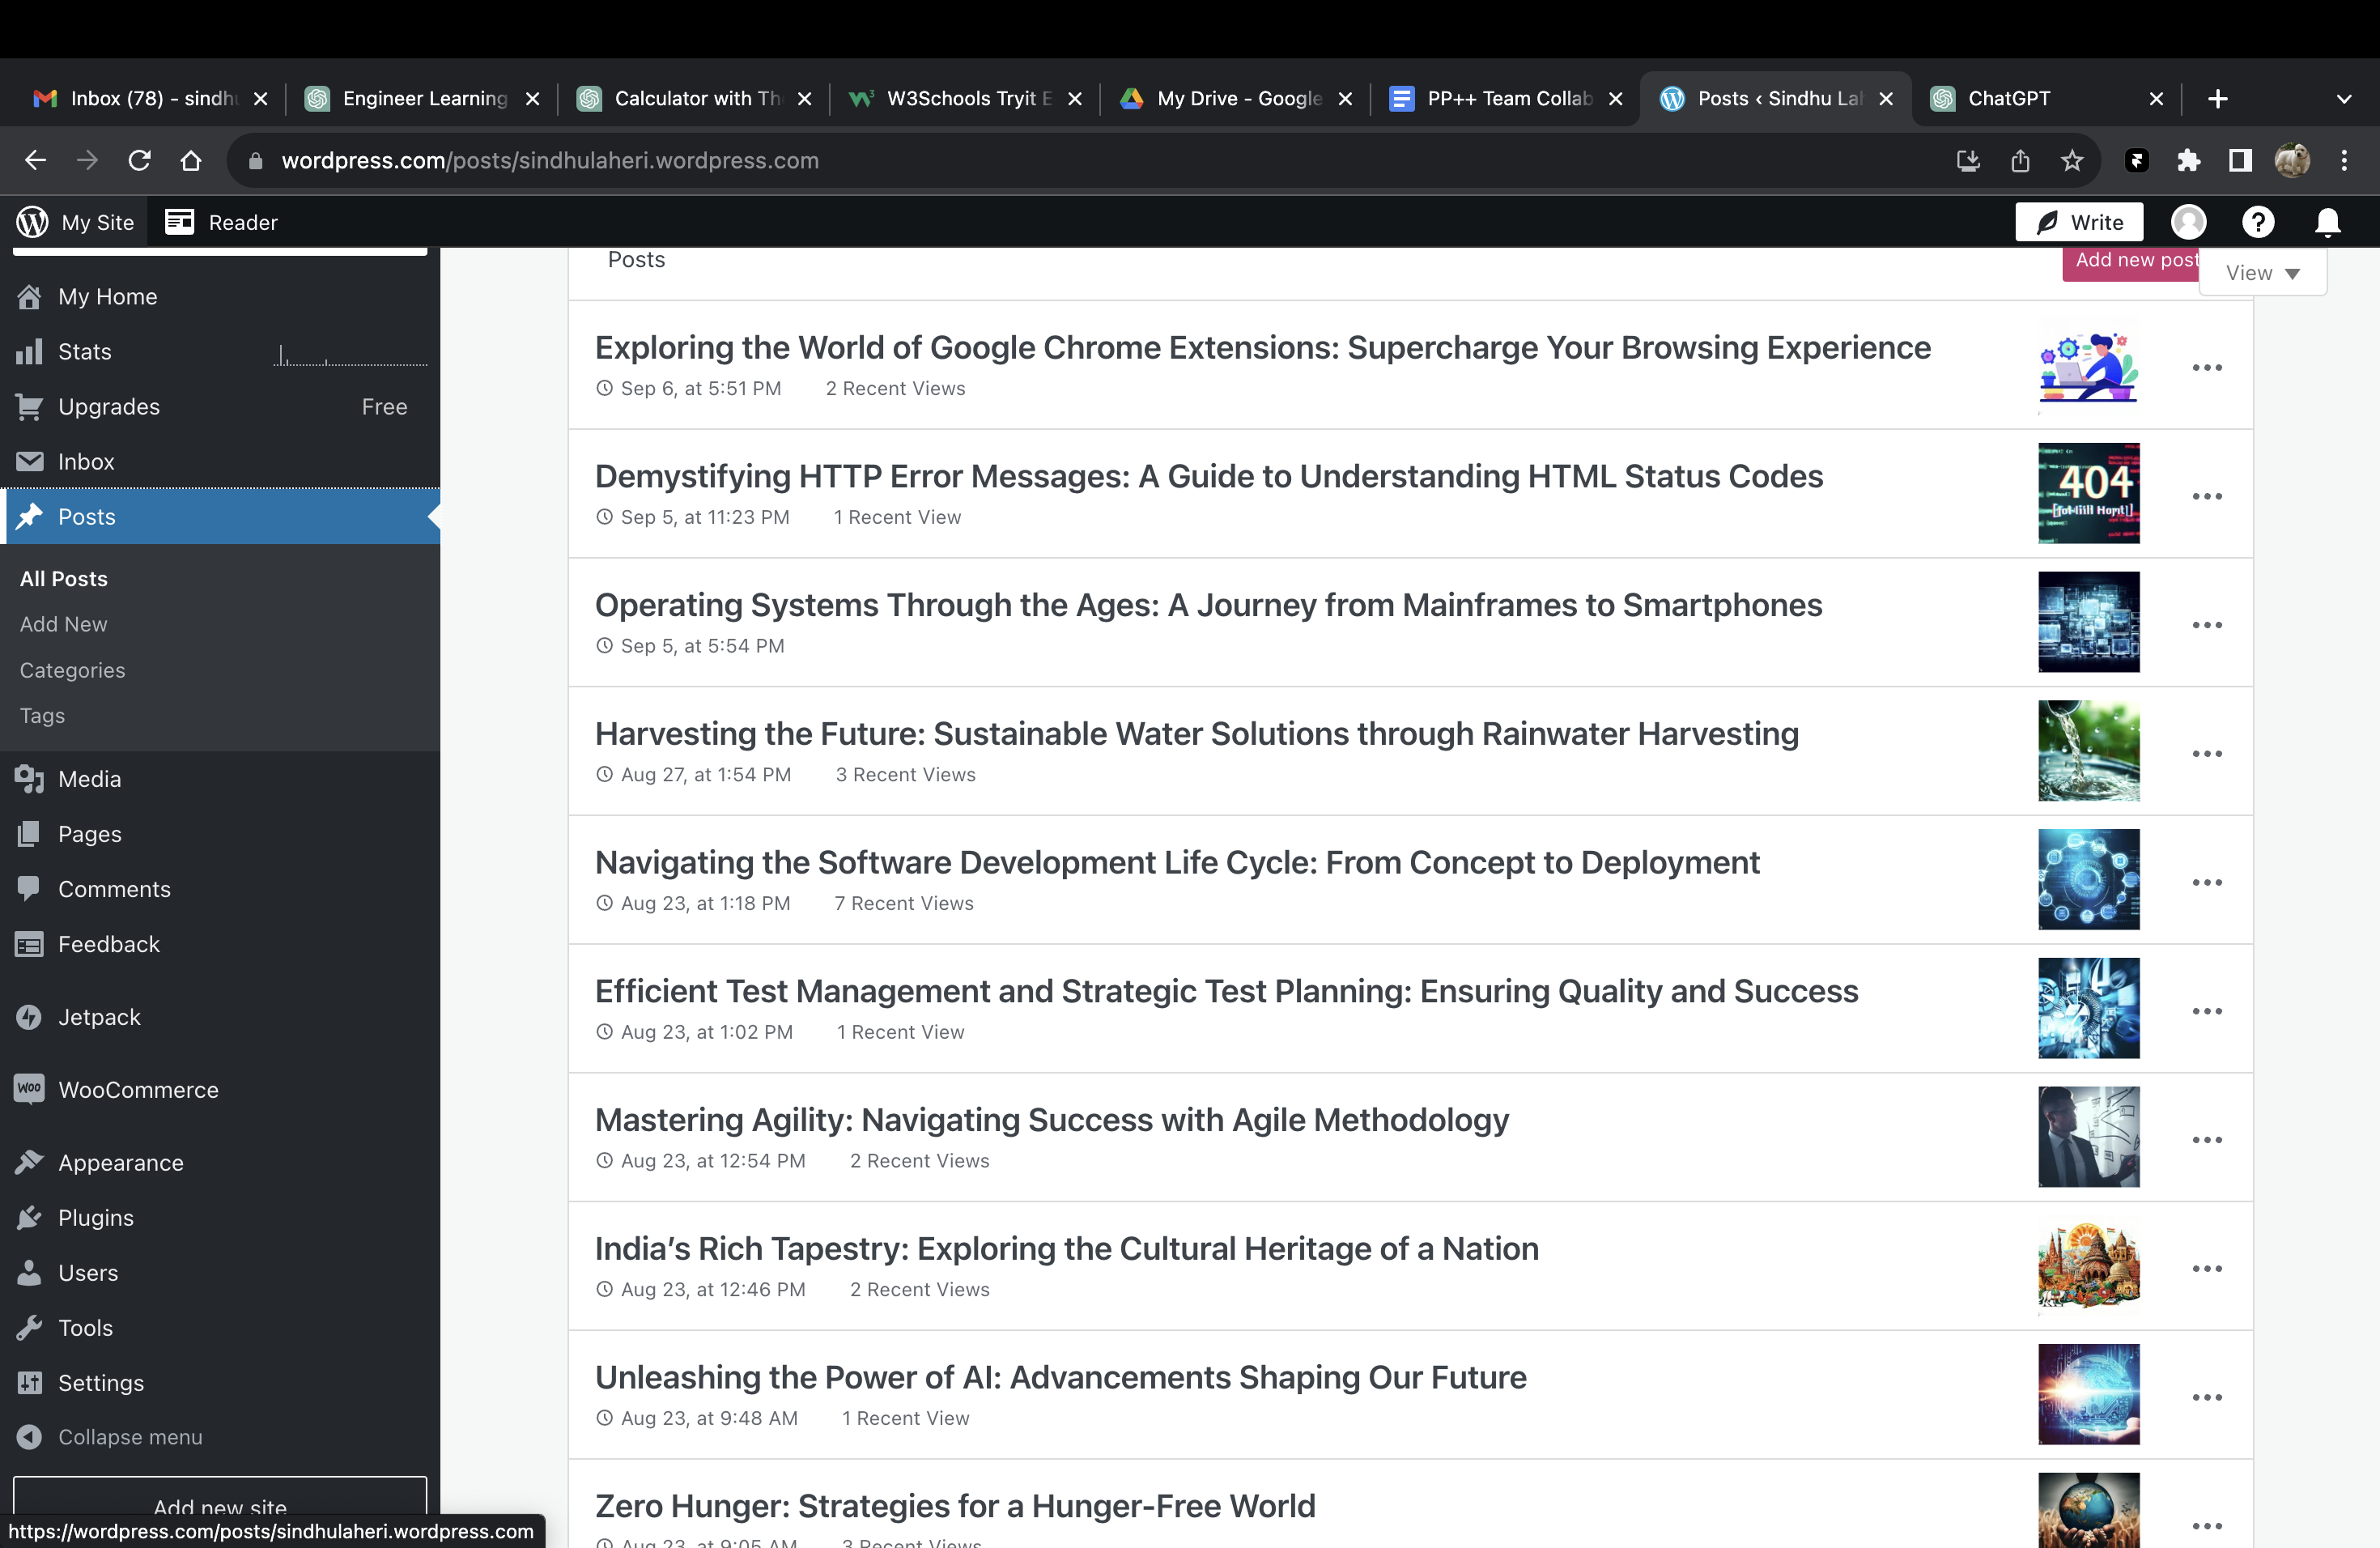 Inbox (78) - sindhu
Engineer Learning
Calculator with Th
W3Schools Tryit E
My Drive - Google
PP++ Team Collab
Posts ‹ Sindhu Lah
ChatGPT
wordpress.com/posts/sindhulaheri.wordpress.com
My Site
Reader
Write
My Home
Stats
Upgrades Free
Inbox
Posts
All Posts
Add New
Categories
Tags
Media
Pages
Comments
Feedback
Jetpack
WooCommerce
Appearance
Plugins
Users
Tools
Settings
Collapse menu
Add new site
https://wordpress.com/posts/sindhulaheri.wordpress.com
Posts
Add new post
View
Exploring the World of Google Chrome Extensions: Supercharge Your Browsing Experience
Sep 6, at 5:51 PM 2 Recent Views
Demystifying HTTP Error Messages: A Guide to Understanding HTML Status Codes
Sep 5, at 11:23 PM 1 Recent View
404
Operating Systems Through the Ages: A Journey from Mainframes to Smartphones
Sep 5, at 5:54 PM
Harvesting the Future: Sustainable Water Solutions through Rainwater Harvesting
Aug 27, at 1:54 PM 3 Recent Views
Navigating the Software Development Life Cycle: From Concept to Deployment
Aug 23, at 1:18 PM 7 Recent Views
Efficient Test Management and Strategic Test Planning: Ensuring Quality and Success
Aug 23, at 1:02 PM 1 Recent View
Mastering Agility: Navigating Success with Agile Methodology
Aug 23, at 12:54 PM 2 Recent Views
India’s Rich Tapestry: Exploring the Cultural Heritage of a Nation
Aug 23, at 12:46 PM 2 Recent Views
Unleashing the Power of AI: Advancements Shaping Our Future
Aug 23, at 9:48 AM 1 Recent View
Zero Hunger: Strategies for a Hunger-Free World
Aug 23, at 9:05 AM 3 Recent Views